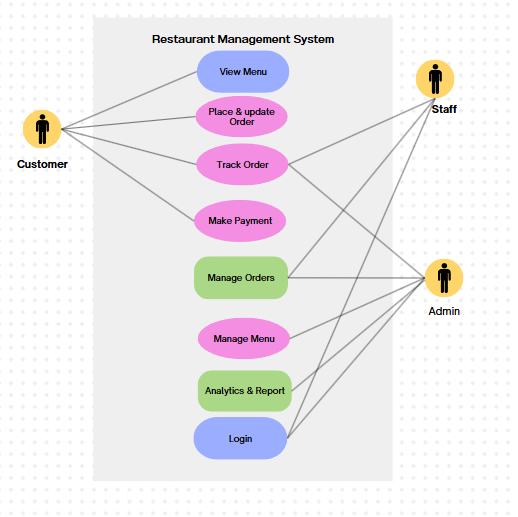 Restaurant Management System
View Menu
Place & update
Order
Staff
Customer
Track Order
Make Payment
Manage Orders
Admin
Manage Menu
Analytics & Report
Login